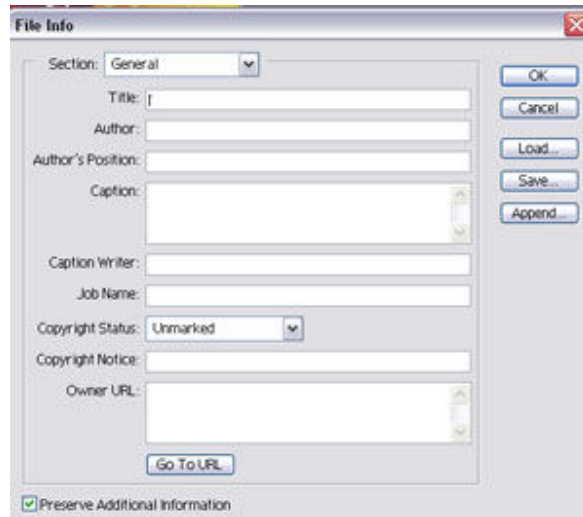 File Info
Section: General
OK
Title:
Cancel
Author:
Load...
Author's Position:
Save...
Caption:
Append...
Caption Writer:
Job Name:
Copyright Status: Unmarked
Copyright Notice:
Owner URL:
Go To URL
Preserve Additional Information